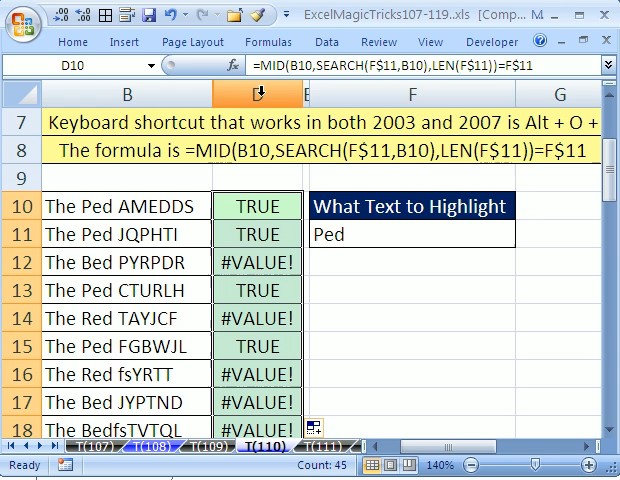 ExcelMagicTricks107-119..xls [Comp... M...
Home Insert Page Layout Formulas Data Review View Developer
D10 fx =MID(B10,SEARCH(F$11,B10),LEN(F$11))=F$11
B D E F G
7 Keyboard shortcut that works in both 2003 and 2007 is Alt + O +
8 The formula is =MID(B10,SEARCH(F$11,B10),LEN(F$11))=F$11
9
10 The Ped AMEDDS TRUE What Text to Highlight
11 The Ped JQPHTI TRUE Ped
12 The Bed PYRPDR #VALUE!
13 The Ped CTURLH TRUE
14 The Red TAYJCF #VALUE!
15 The Ped FGBWJL TRUE
16 The Red fsYRTT #VALUE!
17 The Bed JYPTND #VALUE!
18 The BedfsTVTQL #VALUE!
T(107) T(108) T(109) T(110) T(111)
Ready Count: 45 140%